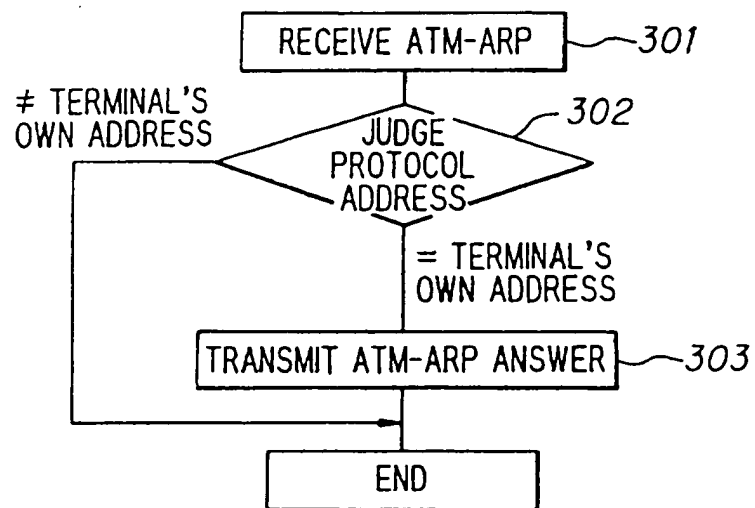 RECEIVE ATM-ARP
301
≠ TERMINAL'S
OWN ADDRESS
302
JUDGE
PROTOCOL
ADDRESS
= TERMINAL'S
OWN ADDRESS
TRANSMIT ATM-ARP ANSWER
303
END